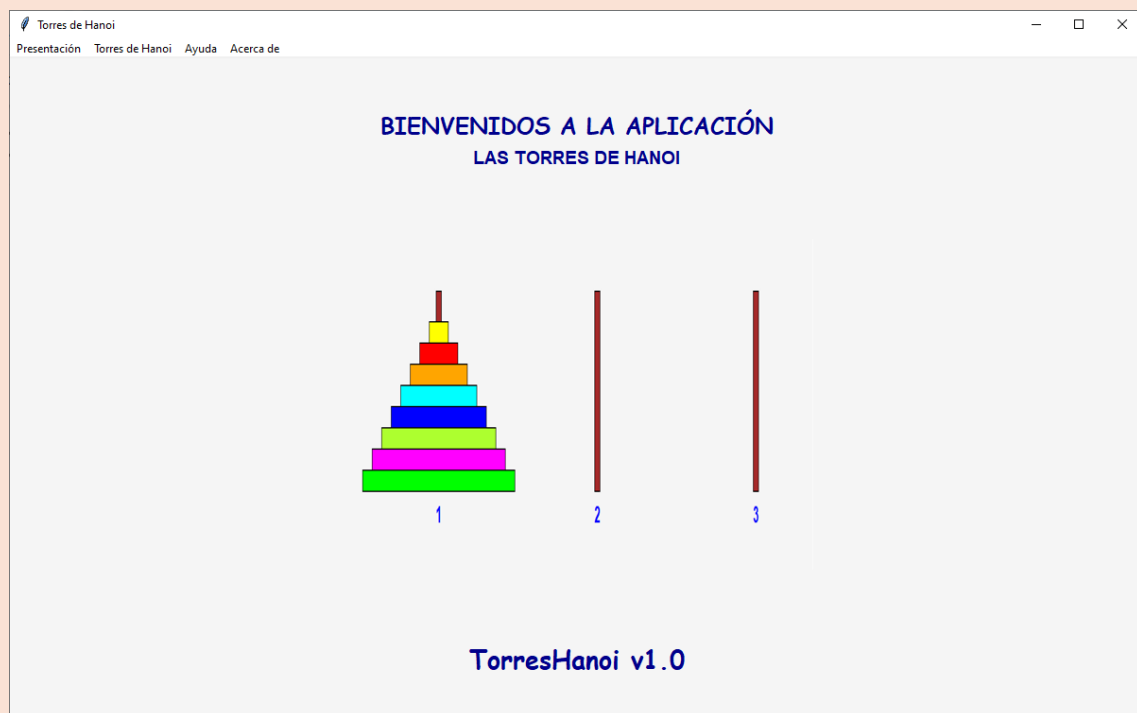 Torres de Hanoi
Presentación Torres de Hanoi Ayuda Acerca de
BIENVENIDOS A LA APLICACIÓN
LAS TORRES DE HANOI
1 2 3
TorresHanoi v1.0